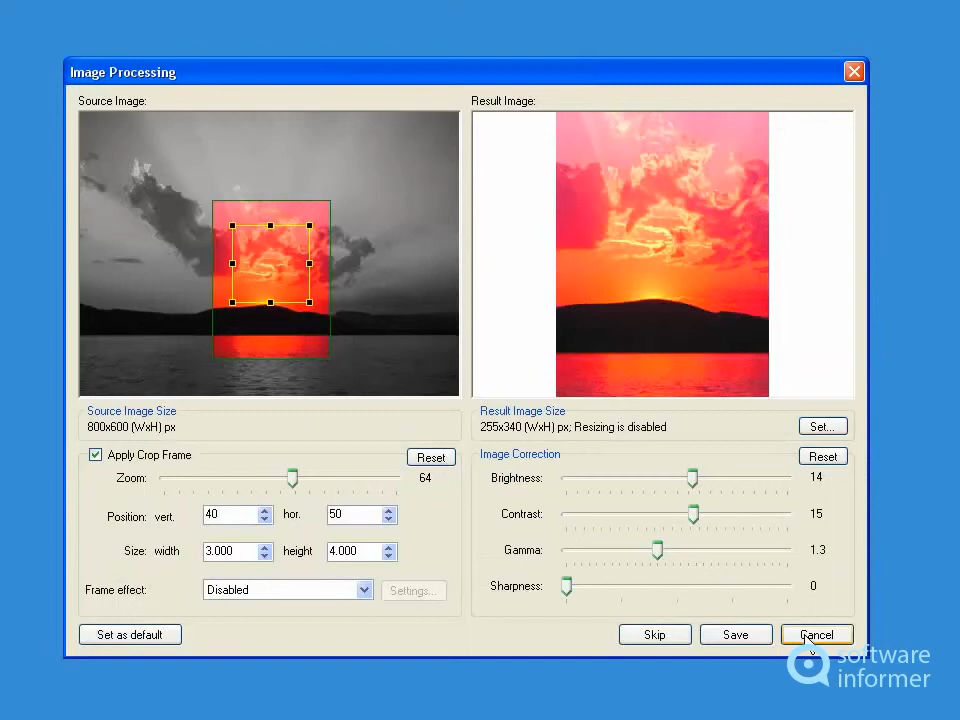 Image Processing
Source Image:
Result Image:
Source Image Size
800x600 (WxH) px
Result Image Size
255x340 (WxH) px; Resizing is disabled
Set...
Apply Crop Frame
Reset
Zoom:
64
Position: vert.
40
hor.
50
Size: width
3.000
height
4.000
Frame effect:
Disabled
Settings...
Image Correction
Reset
Brightness:
14
Contrast:
15
Gamma:
1.3
Sharpness:
0
Set as default
Skip
Save
Cancel
software
informer